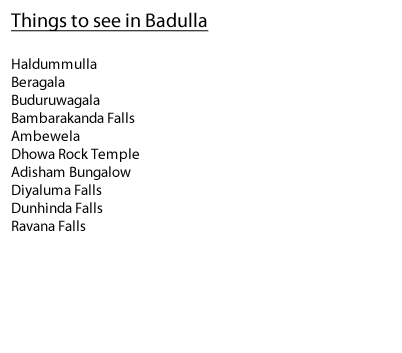 Things to see in Badulla
Haldummulla
Beragala
Buduruwagala
Bambarakanda Falls
Ambewela
Dhowa Rock Temple
Adisham Bungalow
Diyaluma Falls
Dunhinda Falls
Ravana Falls